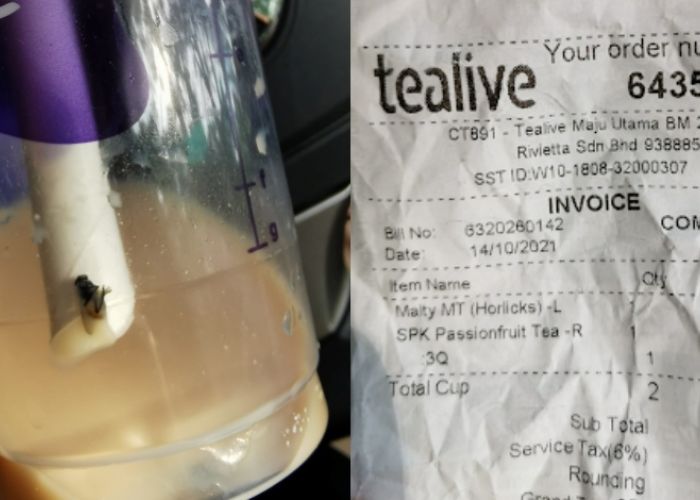 Your order nu
tealive
6435
CT891 - Tealive Maju Utama BM 2
Rivietta Sdn Bhd 938885
SST ID:W10-1808-32000307
INVOICE
COM
Bill No: 6320260142
Date: 14/10/2021
Item Name Qty
Malty MT (Horlicks) -L
SPK Passionfruit Tea -R 1
3Q 1
Total Cup 2
Sub Total
Service Tax(6%)
Rounding